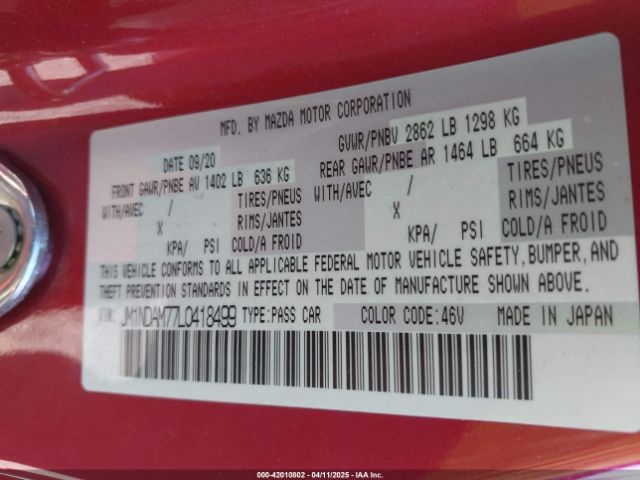 MFD. BY MAZDA MOTOR CORPORATION
DATE 09/20 GVWR/PNBV 2862 LB 1298 KG
FRONT GAWR/PNBE AV 1402 LB 636 KG REAR GAWR/PNBE AR 1464 LB 664 KG
WITH/AVEC / TIRES/PNEUS WITH/AVEC / TIRES/PNEUS
X RIMS/JANTES X RIMS/JANTES
KPA/ PSI COLD/A FROID KPA/ PSI COLD/A FROID
THIS VEHICLE CONFORMS TO ALL APPLICABLE FEDERAL MOTOR VEHICLE SAFETY, BUMPER, AND
THEFT PREVENTION STANDARDS IN EFFECT ON THE DATE OF MANUFACTURE SHOWN ABOVE.
VIN: JM1NDAM77L0418499 TYPE:PASS CAR COLOR CODE:46V MADE IN JAPAN
000-42010802 - 04/11/2025 - IAA Inc.